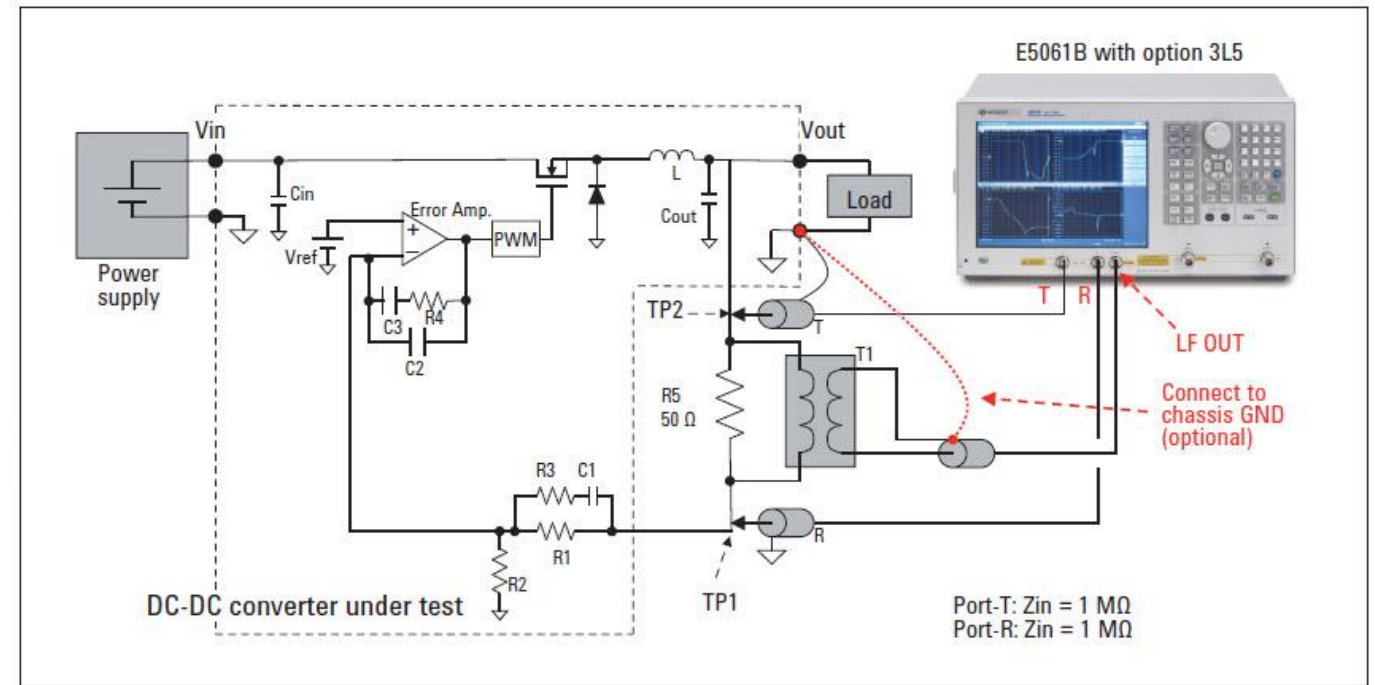 E5061B with option 3L5
Vin
Vout
Cin
Error Amp.
+
−
PWM
L
Cout
Load
Vref
Power
supply
C3
R4
C2
TP2
T
T1
T
R
LF OUT
R5
50 Ω
Connect to
chassis GND
(optional)
R3
C1
R1
R
R2
TP1
DC-DC converter under test
Port-T: Zin = 1 MΩ
Port-R: Zin = 1 MΩ